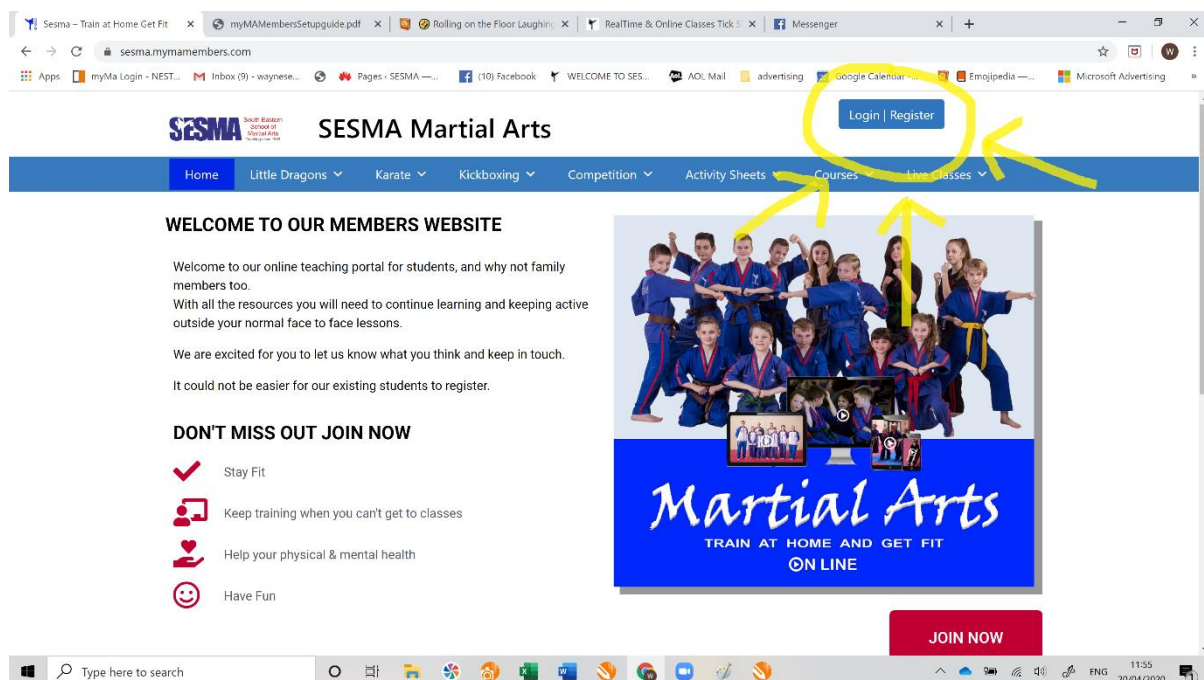 Sesma – Train at Home Get Fit
myMAMembersSetupguide.pdf
Rolling on the Floor Laughing
RealTime & Online Classes Tick S
Messenger
sesma.mymamembers.com
W
Apps
myMa Login - NEST...
Inbox (9) - waynese...
Pages ‹ SESMA —...
(10) Facebook
WELCOME TO SES...
AOL Mail
advertising
Google Calendar -...
Emojipedia —...
Microsoft Advertising
SESMA
South Eastern
School of
Martial Arts
SESMA Martial Arts
Login | Register
Home
Little Dragons
Karate
Kickboxing
Competition
Activity Sheets
Courses
Live Classes
WELCOME TO OUR MEMBERS WEBSITE
Welcome to our online teaching portal for students, and why not family
members too.
With all the resources you will need to continue learning and keeping active
outside your normal face to face lessons.
We are excited for you to let us know what you think and keep in touch.
It could not be easier for our existing students to register.
DON'T MISS OUT JOIN NOW
Stay Fit
Keep training when you can't get to classes
Help your physical & mental health
Have Fun
Martial Arts
TRAIN AT HOME AND GET FIT
ON LINE
JOIN NOW
Type here to search
ENG
11:55
20/04/2020